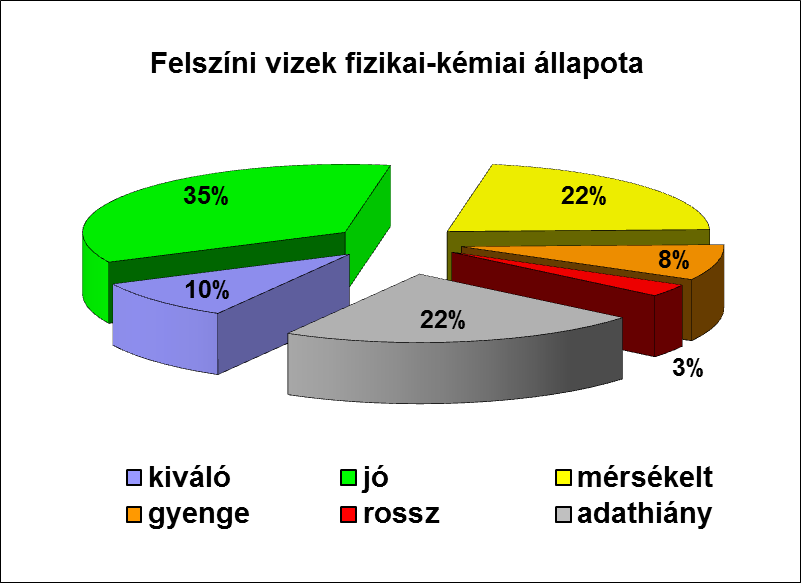 Felszíni vizek fizikai-kémiai állapota
35%
22%
8%
10%
22%
3%
kiváló jó mérsékelt
gyenge rossz adathiány